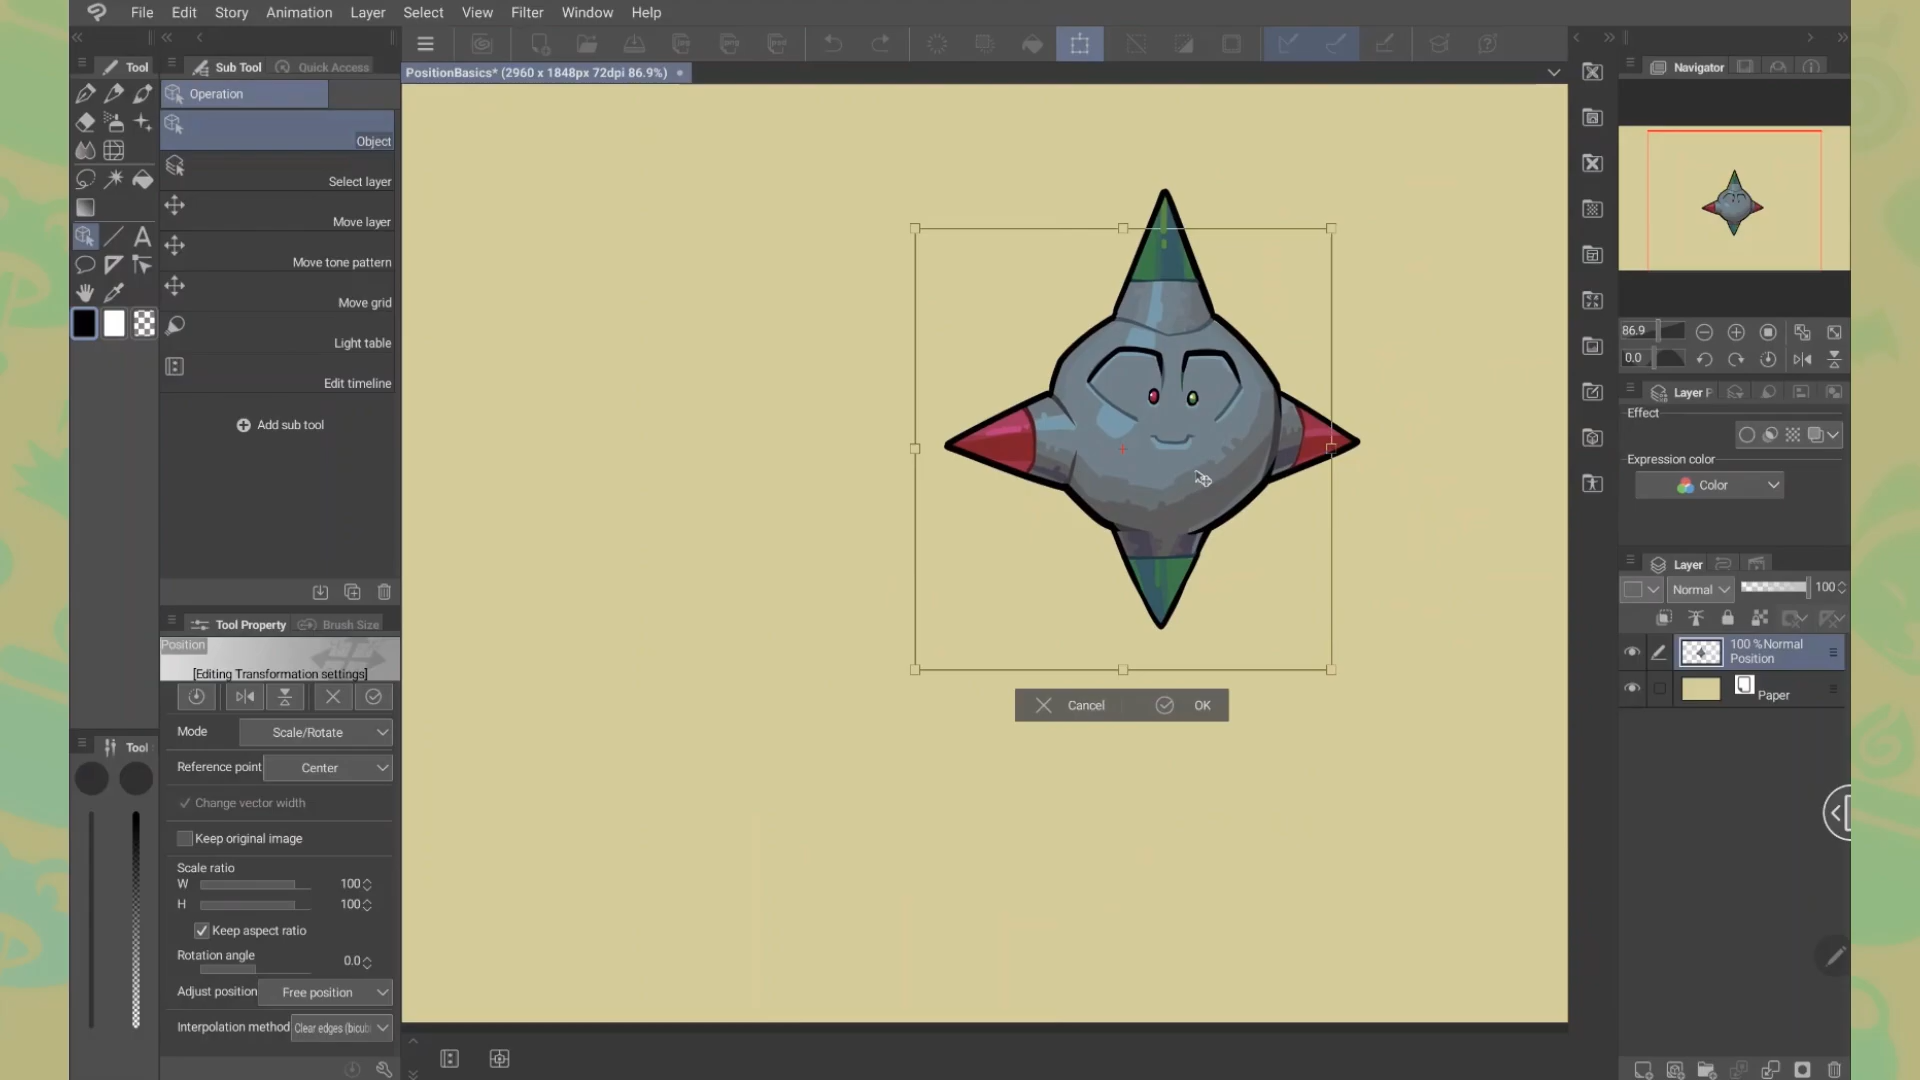 File Edit Story Animation Layer Select View Filter Window Help
Tool Sub Tool Quick Access
PositionBasics* (2960 x 1848px 72dpi 86.9%)
Navigator
Operation
Object
Select layer
Move layer
Move tone pattern
Move grid
Light table
Edit timeline
Add sub tool
86.9
0.0
Layer P
Effect
Expression color
Color
Layer
Normal 100
100 %Normal
Position
Paper
Tool Property Brush Size
Position
[Editing Transformation settings]
Mode Scale/Rotate
Reference point Center
Change vector width
Keep original image
Scale ratio
W 100
H 100
Keep aspect ratio
Rotation angle 0.0
Adjust position Free position
Interpolation method Clear edges (bicubi
Tool
Cancel OK